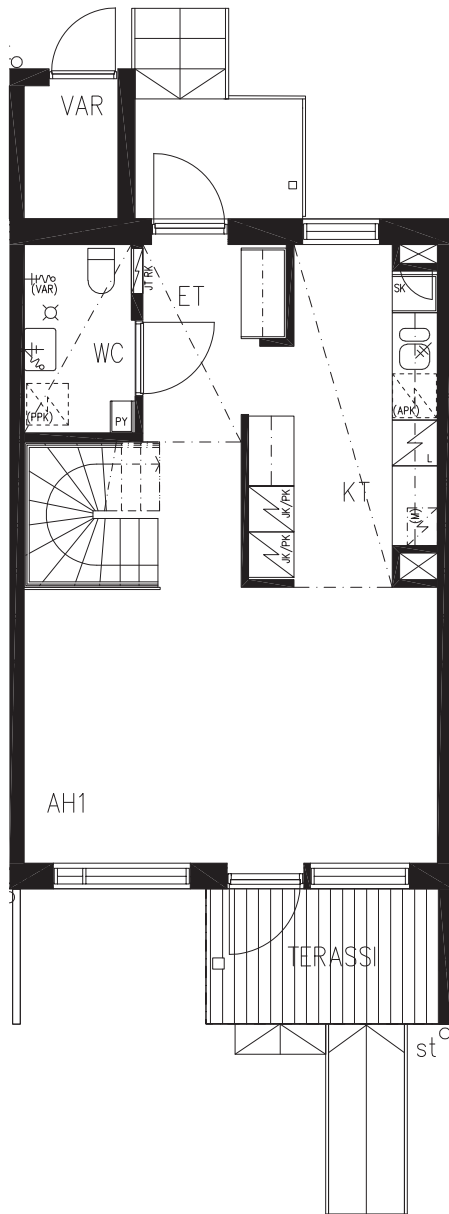 VAR
ET
JT RK
(VAR)
WC
(PPK)
PY
SK
(APK)
L
KT
JK/PK
(M)
JK/PK
AH1
TERASSI
st